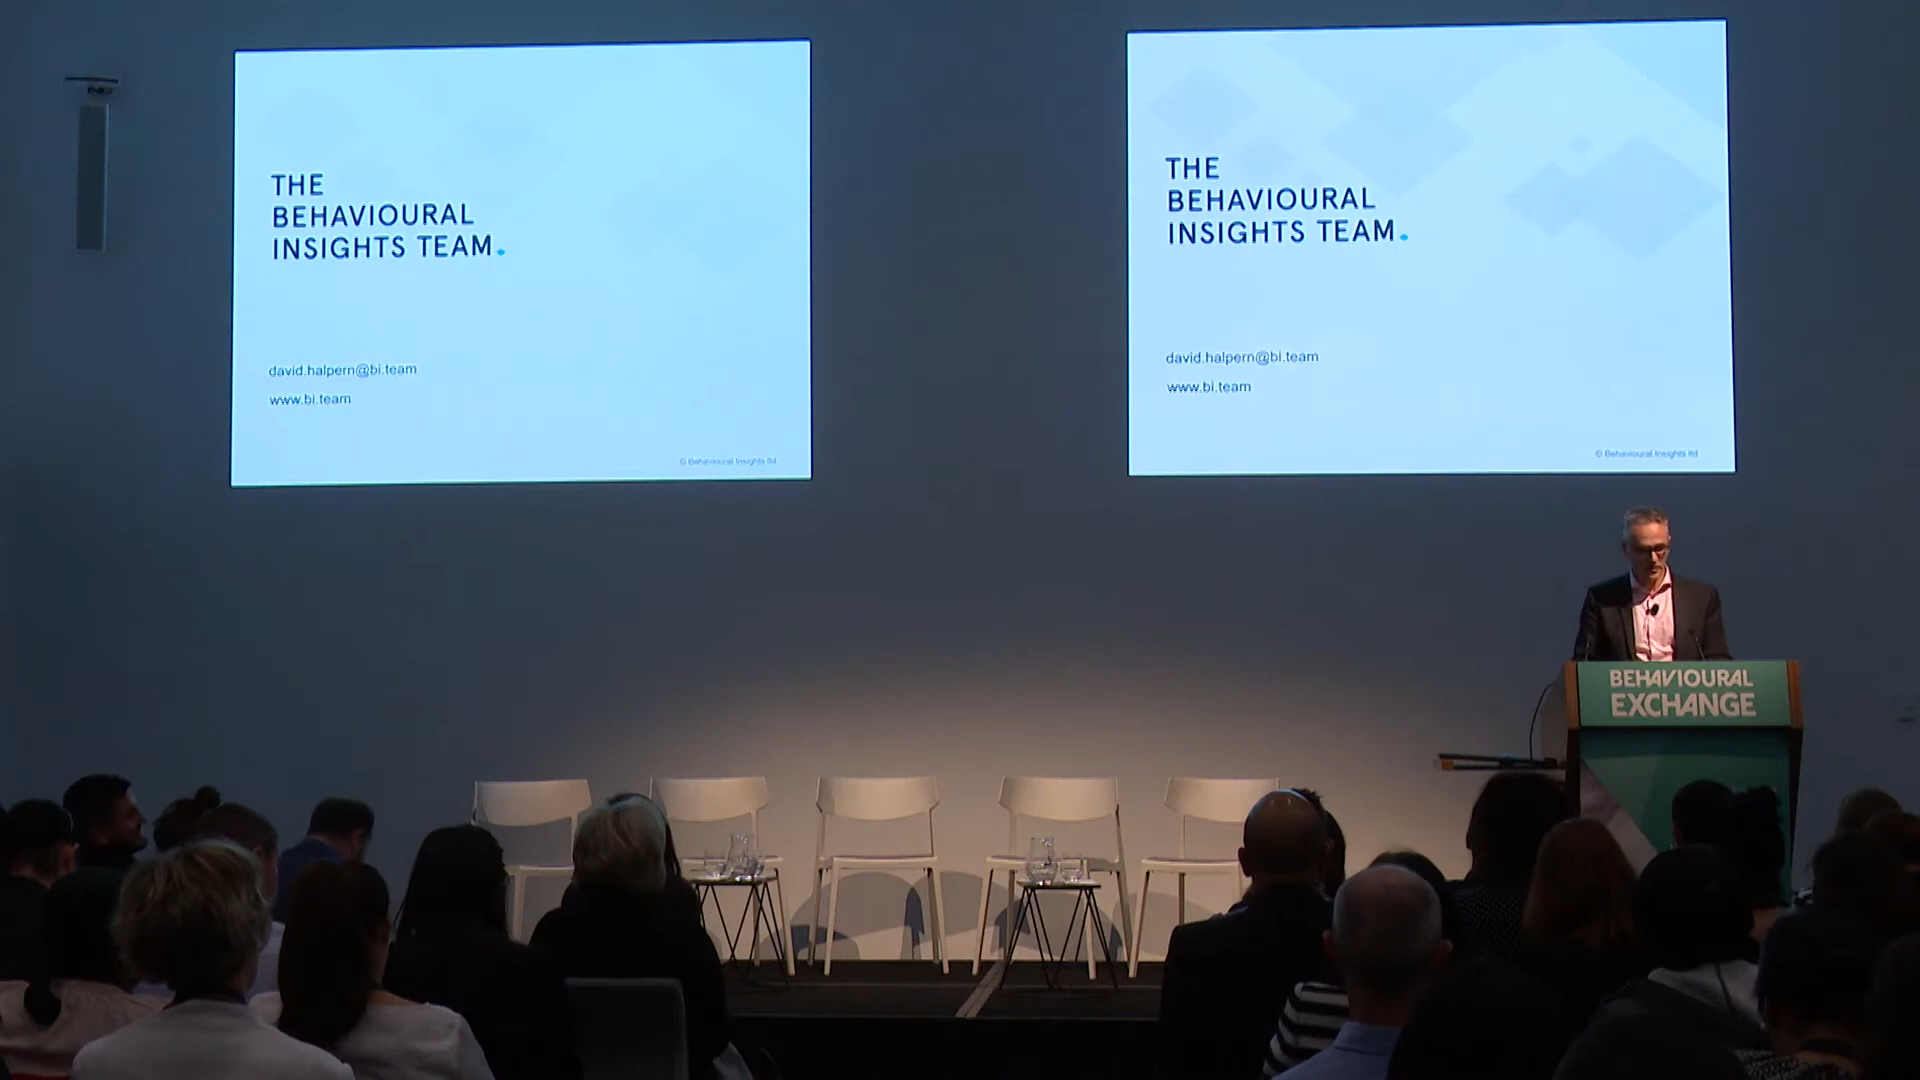 THE
BEHAVIOURAL
INSIGHTS TEAM.
david.halpern@bi.team
www.bi.team
© Behavioural Insights ltd
THE
BEHAVIOURAL
INSIGHTS TEAM.
david.halpern@bi.team
www.bi.team
© Behavioural Insights ltd
BEHAVIOURAL
EXCHANGE